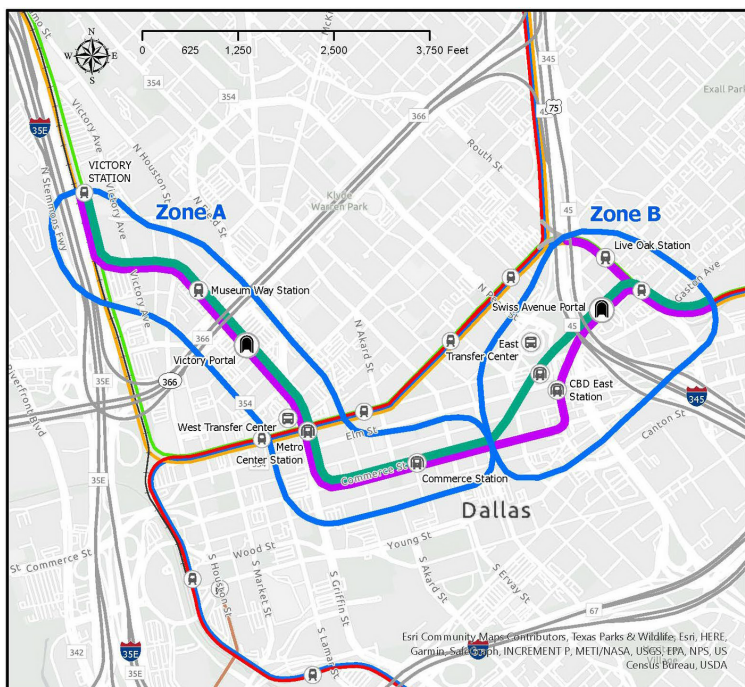 N
W E
S
0 625 1,250 2,500 3,750 Feet
354
354
366
45
45
75
Exall Park
35E
Victory Ave
N Houston St
Routh St
VICTORY
STATION
N Stemmons Fwy
Victory Ave
Zone A
Klyde
Warren Park
45
Zone B
Live Oak Station
Gaston Ave
Museum Way Station
Swiss Avenue Portal
Victory Ave
366
N Akard St
45
Victory Portal
East
Transfer Center
35E
366
CBD East
Station
345
354
West Transfer Center
Elm St
Canton St
Metro
Center Station
Commerce St
35E
Commerce Station
Dallas
Commerce St
Wood St
Young St
S Houston St
S Market St
S Griffin St
S Akard St
S Ervay St
67
S Lamar St
342
35E
Esri Community Maps Contributors, Texas Parks & Wildlife, Esri, HERE,
Garmin, SafeGraph, INCREMENT P, METI/NASA, USGS, EPA, NPS, US
Census Bureau, USDA